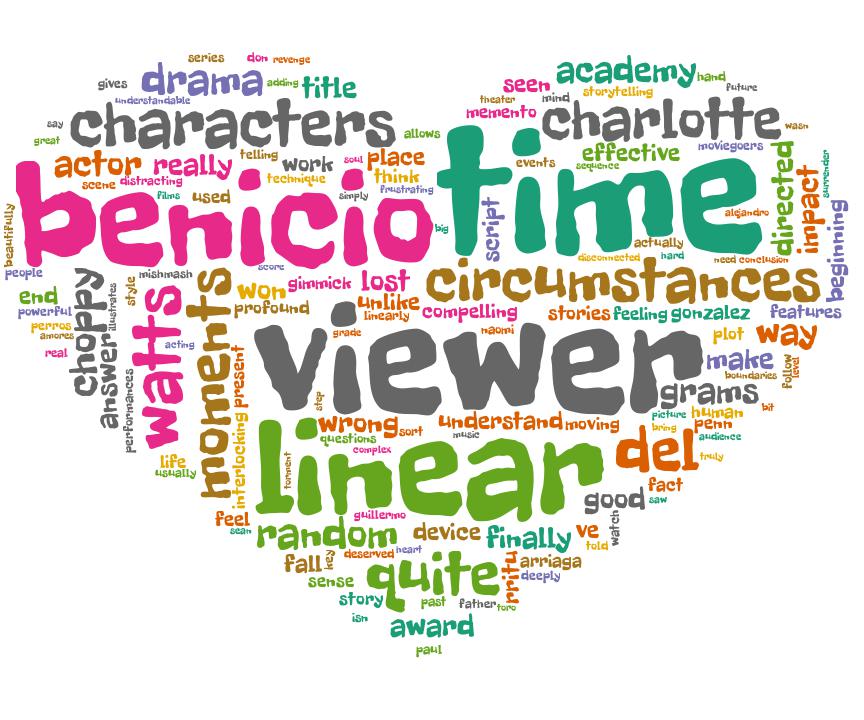 series don revenge
gives drama adding title
understandable
academy hand
seen storytelling future
theater mind
memento
say characters allows
great
charlotte wasn
actor really telling work soul place
scene distracting technique think
films used simply frustrating
events effective moviegoers
sequence
benicio big
time
script directed impact surrender
alejandro
beautifully
actually
disconnected hard need conclusion
beginning
people choppy mishmash score
end style won gimmick lost
circumstances
powerful illustrates profound unlike
linearly compelling stories feeling gonzalez features
perros
amores
real answer watts acting moments
grade viewer naomi plot way
performances present
make follow
level
boundaries
grams
interlocking step wrong sort understand moving
picture human bit
questions music bring penn
audience
complex
life
usually torment linear del truly
fact
guillermo good saw
feel
sean random device finally ve watch
told
fall key deserved heart rritu arriaga
deeply
sense quite
story past father toro
isn award
paul